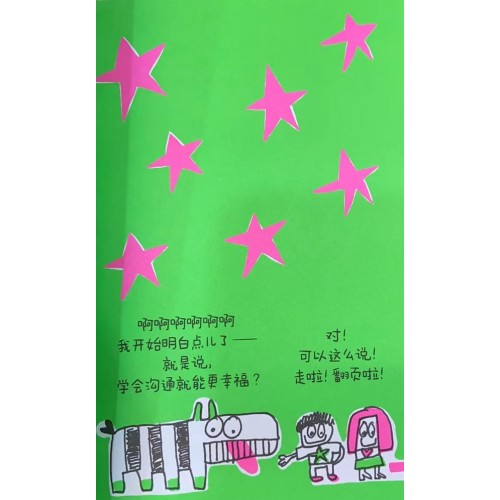 啊啊啊啊啊啊
我开始明白点儿了——
就是说,
学会沟通就能更幸福?
对!
可以这么说!
走啦!翻页啦!